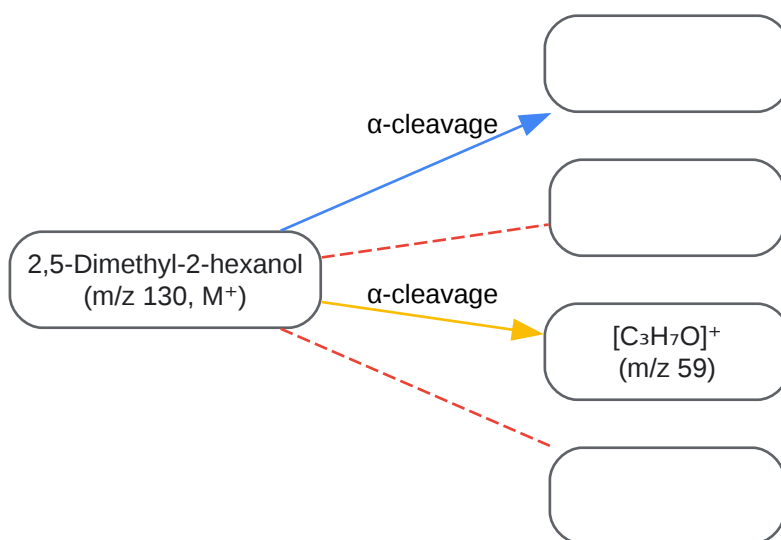 α-cleavage
2,5-Dimethyl-2-hexanol
(m/z 130, M⁺)
α-cleavage
[C₃H₇O]⁺
(m/z 59)